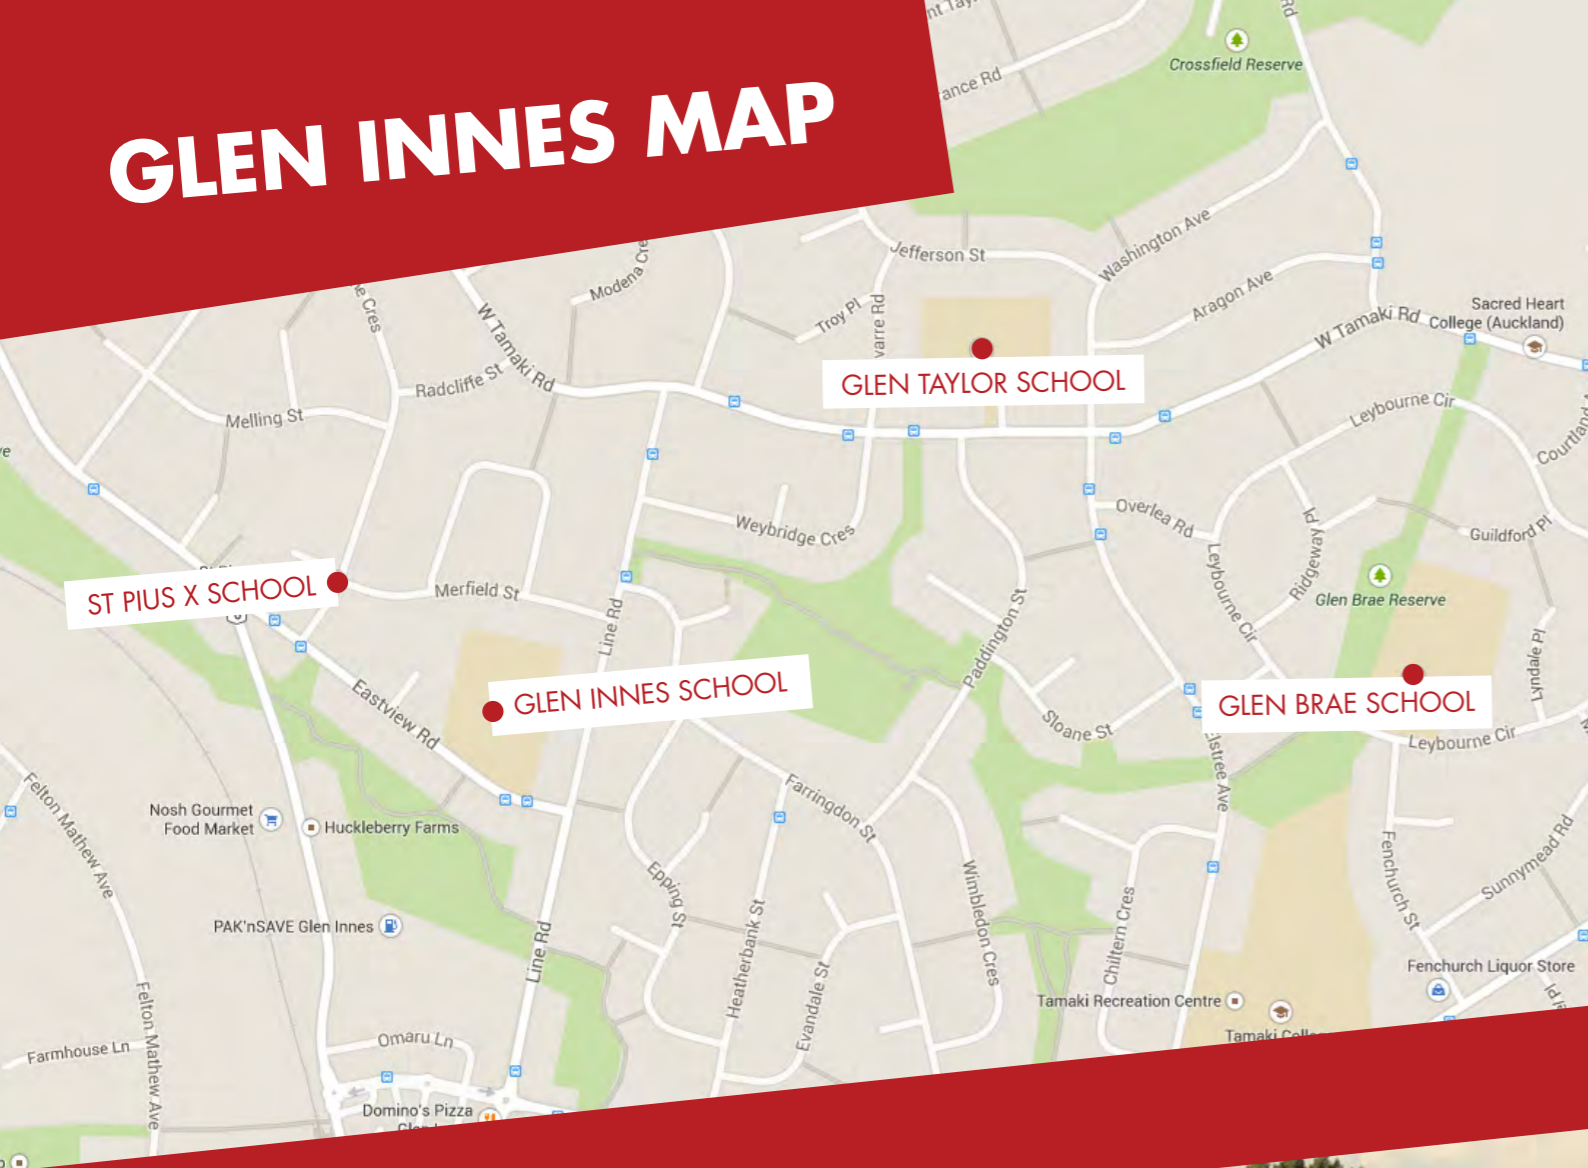 GLEN INNES MAP
Crossfield Reserve
Washington Ave
Jefferson St
Aragon Ave
Modena
Troy Pl
W Tamaki Rd
W Tamaki Rd
Sacred Heart
College (Auckland)
Radcliffe St
Melling St
GLEN TAYLOR SCHOOL
Leybourne Cir
Weybridge Cres
Overlea Rd
Guildford Pl
Ridgeway Pl
Leybourne Cir
Glen Brae Reserve
ST PIUS X SCHOOL
Merfield St
Line Rd
Paddington St
Lyndale Pl
GLEN INNES SCHOOL
GLEN BRAE SCHOOL
Eastview Rd
Sloane St
Leybourne Cir
Felton Mathew Ave
Nosh Gourmet
Food Market
Huckleberry Farms
Farringdon St
Epping St
Wimbledon Cres
Fenchurch St
Sunnymead Rd
PAK'nSAVE Glen Innes
Line Rd
Heatherbank St
Evandale St
Chiltern Cres
Fenchurch Liquor Store
Tamaki Recreation Centre
Tamaki
Felton Mathew Ave
Farmhouse Ln
Omaru Ln
Domino's Pizza